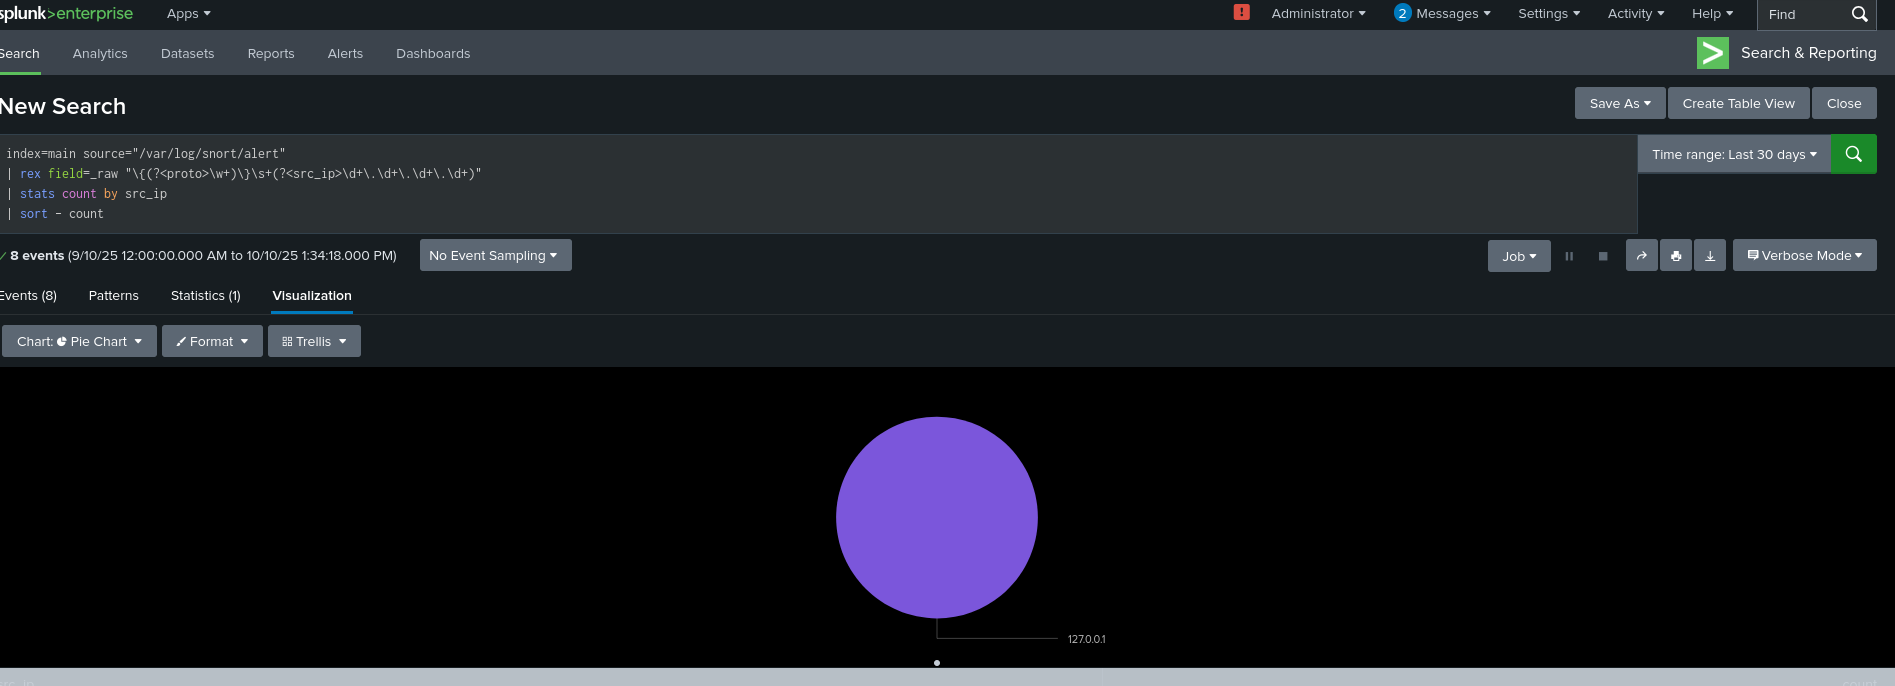 splunk>enterprise Apps Administrator 2 Messages Settings Activity Help Find
Search Analytics Datasets Reports Alerts Dashboards Search & Reporting
New Search Save As Create Table View Close
index=main source="/var/log/snort/alert" Time range: Last 30 days
| rex field=_raw "\{(?<proto>\w+)\}\s+(?<src_ip>\d+\.\d+\.\d+\.\d+)"
| stats count by src_ip
| sort - count
8 events (9/10/25 12:00:00.000 AM to 10/10/25 1:34:18.000 PM) No Event Sampling Job Verbose Mode
Events (8) Patterns Statistics (1) Visualization
Chart: Pie Chart Format Trellis
127.0.0.1